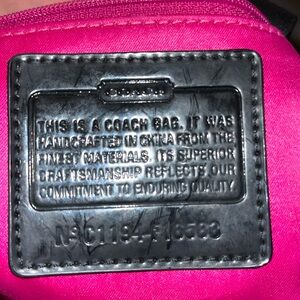 THIS IS A COACH BAG. IT WAS
HANDCRAFTED IN CHINA FROM THE
FINEST MATERIALS. ITS SUPERIOR
CRAFTSMANSHIP REFLECTS OUR
COMMITMENT TO ENDURING QUALITY
Nº C1194-F16563